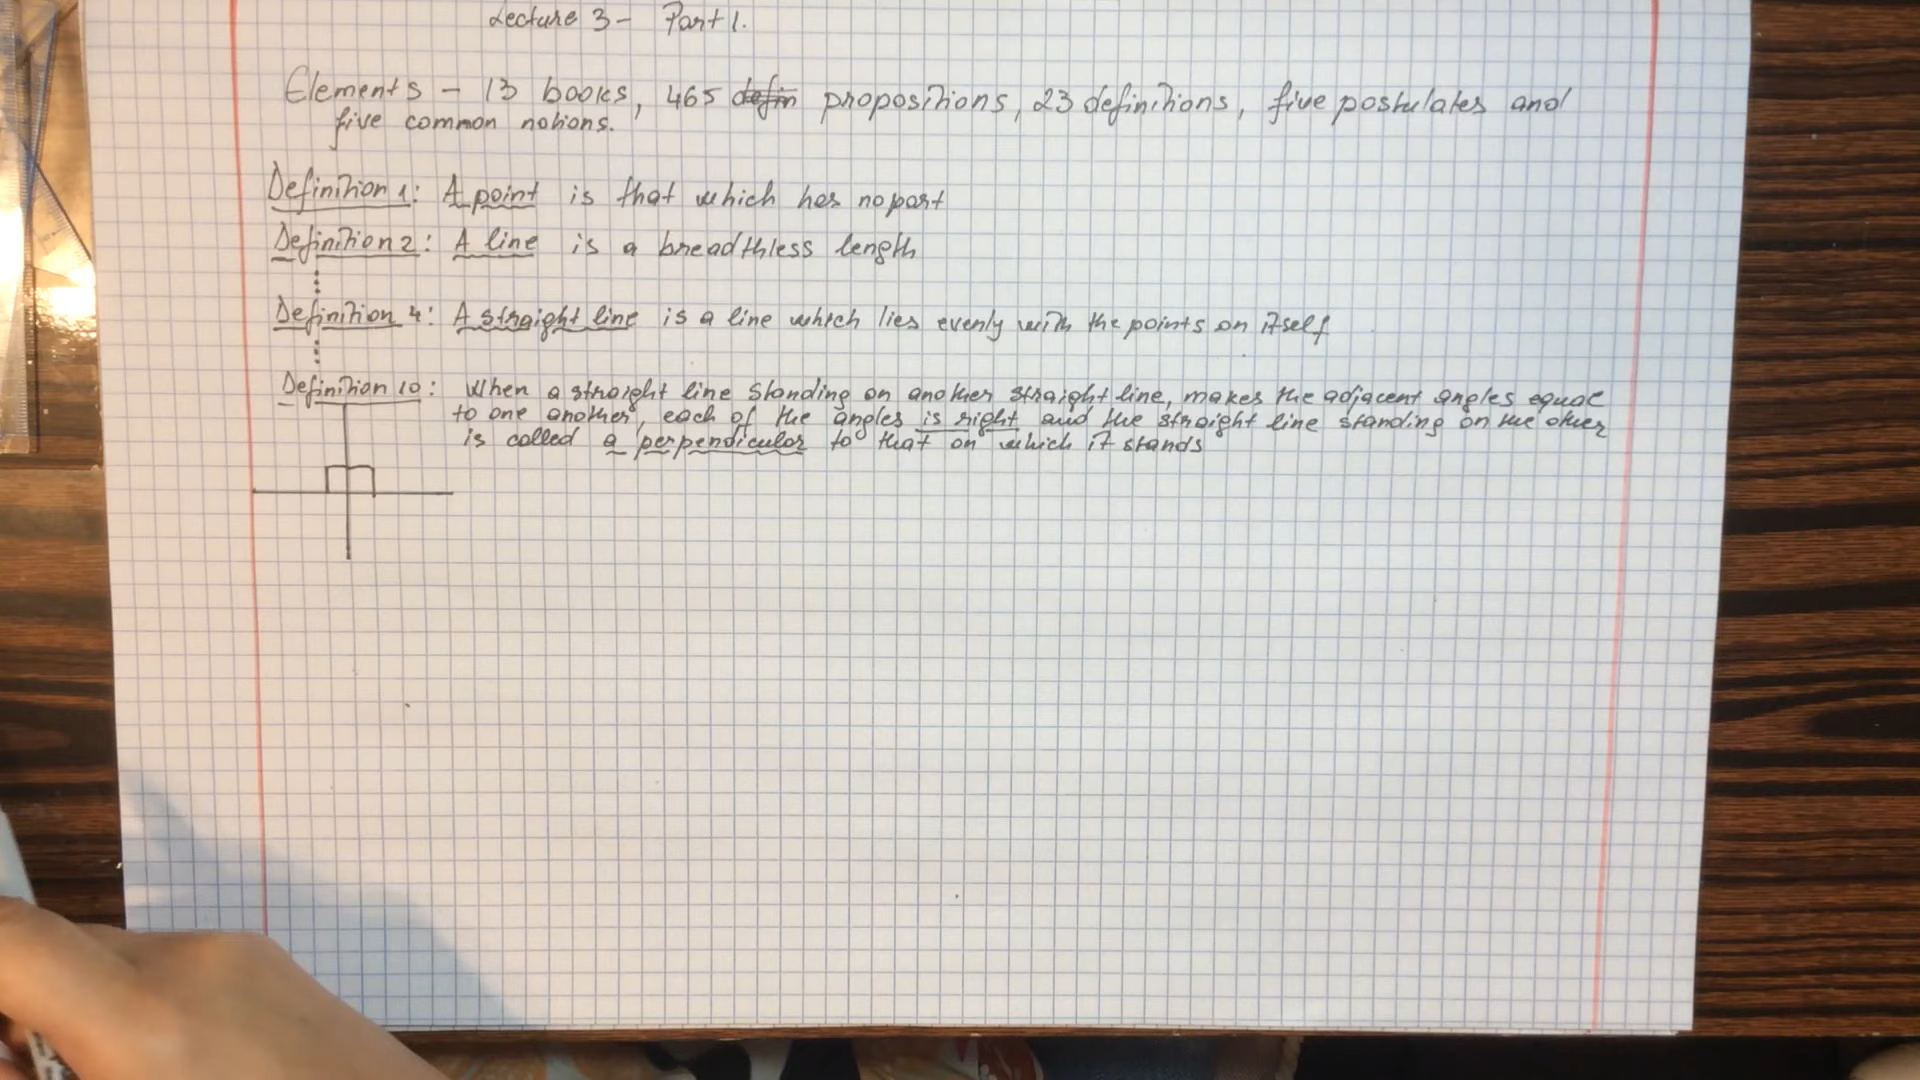 Lecture 3 - Part 1.
Elements - 13 books, 465 defin propositions, 23 definitions, five postulates and
five common notions.
Definition 1: A point is that which has no part
Definition 2: A line is a breadthless length
Definition 4: A straight line is a line which lies evenly with the points on itself
Definition 10: When a straight line standing on another straight line, makes the adjacent angles equal
to one another, each of the angles is right and the straight line standing on the other
is called a perpendicular to that on which it stands